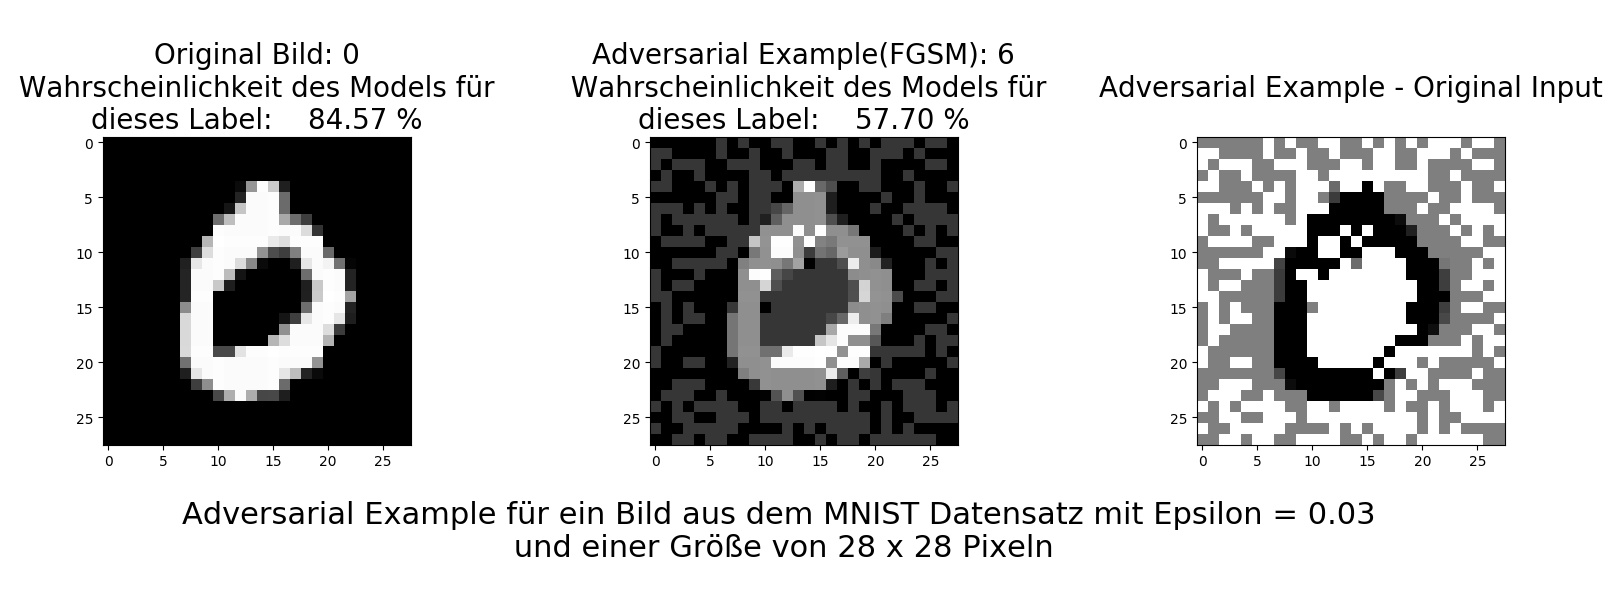 Original Bild: 0
Wahrscheinlichkeit des Models für
dieses Label: 84.57 %
0
5
10
15
20
25
0 5 10 15 20 25
Adversarial Example(FGSM): 6
Wahrscheinlichkeit des Models für
dieses Label: 57.70 %
0
5
10
15
20
25
0 5 10 15 20 25
Adversarial Example - Original Input
0
5
10
15
20
25
0 5 10 15 20 25
Adversarial Example für ein Bild aus dem MNIST Datensatz mit Epsilon = 0.03
und einer Größe von 28 x 28 Pixeln